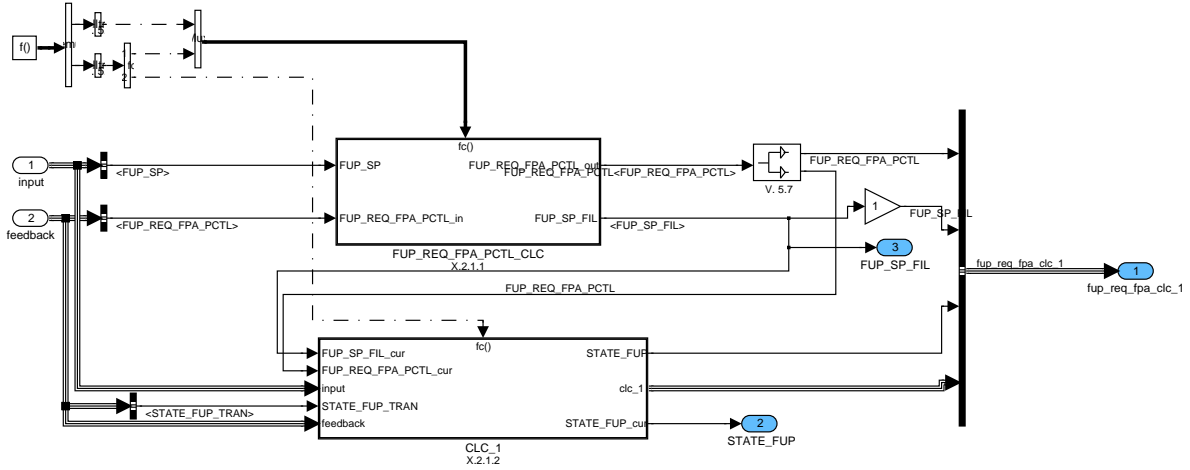 f()
1
2
fc()
1
input
<FUP_SP>
FUP_SP
FUP_REQ_FPA_PCTL_out
FUP_REQ_FPA_PCTL
<FUP_REQ_FPA_PCTL>
V. 5.7
FUP_REQ_FPA_PCTL
2
feedback
<FUP_REQ_FPA_PCTL>
FUP_REQ_FPA_PCTL_in
FUP_SP_FIL
<FUP_SP_FIL>
1
FUP_SP_FIL
FUP_REQ_FPA_PCTL_CLC
X.2.1.1
3
FUP_SP_FIL
fup_req_fpa_clc_1
1
fup_req_fpa_clc_1
FUP_REQ_FPA_PCTL
fc()
FUP_SP_FIL_cur
STATE_FUP
FUP_REQ_FPA_PCTL_cur
input
clc_1
STATE_FUP_TRAN
<STATE_FUP_TRAN>
feedback
STATE_FUP_cur
2
STATE_FUP
CLC_1
X.2.1.2